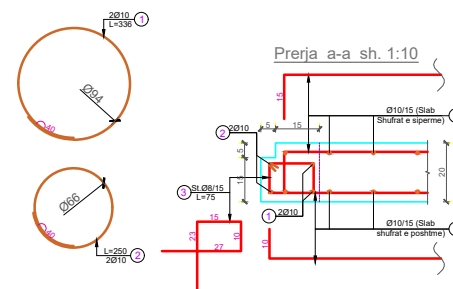 2Ø10
L=336
1
Ø94
40
Prerja a-a sh. 1:10
15
Ø10/15 (Slab
Shufrat e siperme)
2
2Ø10
5
15
5
15
20
Ø66
40
3
St.Ø8/15
L=75
15
23
10
27
1
2Ø10
10
Ø10/15 (Slab
shufrat e poshtme)
L=250
2Ø10
2